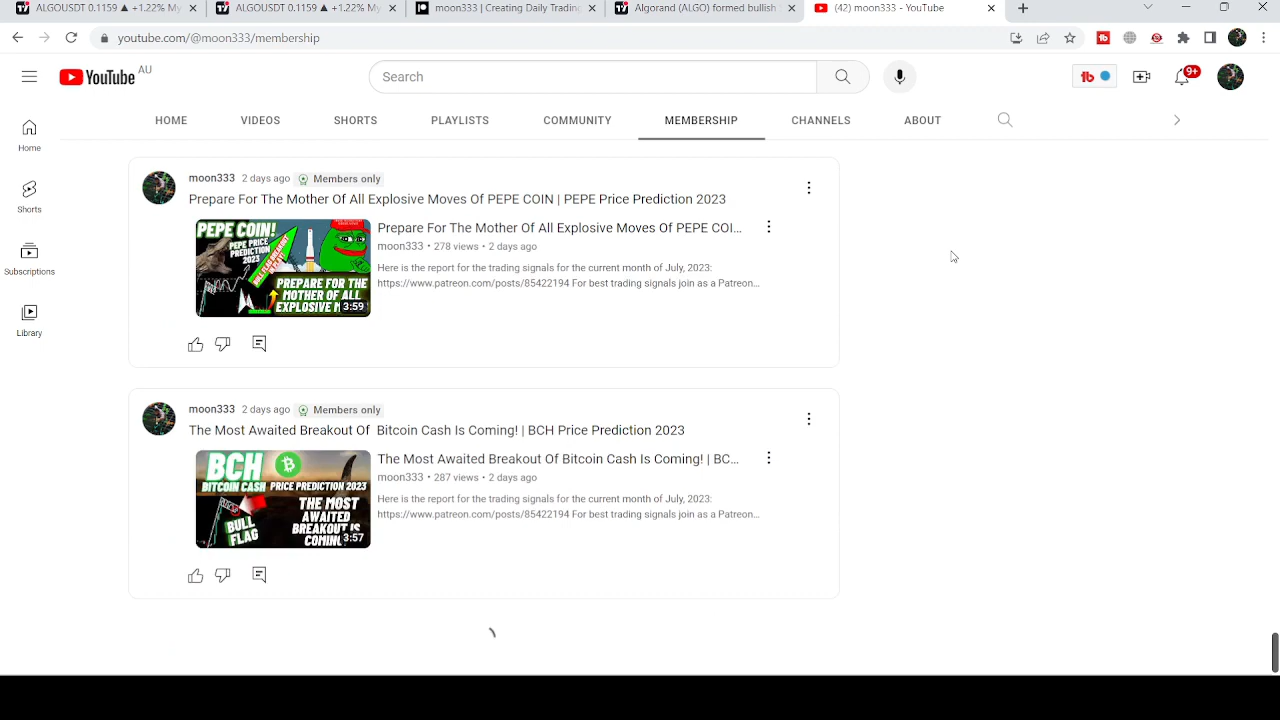 ALGOUSDT 0.1159 ▲ +1.22% My
ALGOUSDT 0.1159 ▲ +1.22% My
moon333 | Creating Daily Trading
Algorand (ALGO) formed bullish
(42) moon333 - YouTube
youtube.com/@moon333/membership
YouTube AU
Search
9+
HOME
VIDEOS
SHORTS
PLAYLISTS
COMMUNITY
MEMBERSHIP
CHANNELS
ABOUT
Home
Shorts
Subscriptions
Library
moon333 2 days ago Members only
Prepare For The Mother Of All Explosive Moves Of PEPE COIN | PEPE Price Prediction 2023
PEPE COIN!
PEPE PRICE
PREDICTION
2023
PREPARE FOR THE
MOTHER OF ALL
EXPLOSIVE M
3:59
Prepare For The Mother Of All Explosive Moves Of PEPE COI...
moon333 • 278 views • 2 days ago
Here is the report for the trading signals for the current month of July, 2023:
https://www.patreon.com/posts/85422194 For best trading signals join as a Patreon...
moon333 2 days ago Members only
The Most Awaited Breakout Of Bitcoin Cash Is Coming! | BCH Price Prediction 2023
BCH
BITCOIN CASH PRICE PREDICTION 2023
BULL
FLAG
THE MOST
AWAITED
BREAKOUT IS
COMIN
3:57
The Most Awaited Breakout Of Bitcoin Cash Is Coming! | BC...
moon333 • 287 views • 2 days ago
Here is the report for the trading signals for the current month of July, 2023:
https://www.patreon.com/posts/85422194 For best trading signals join as a Patreon...